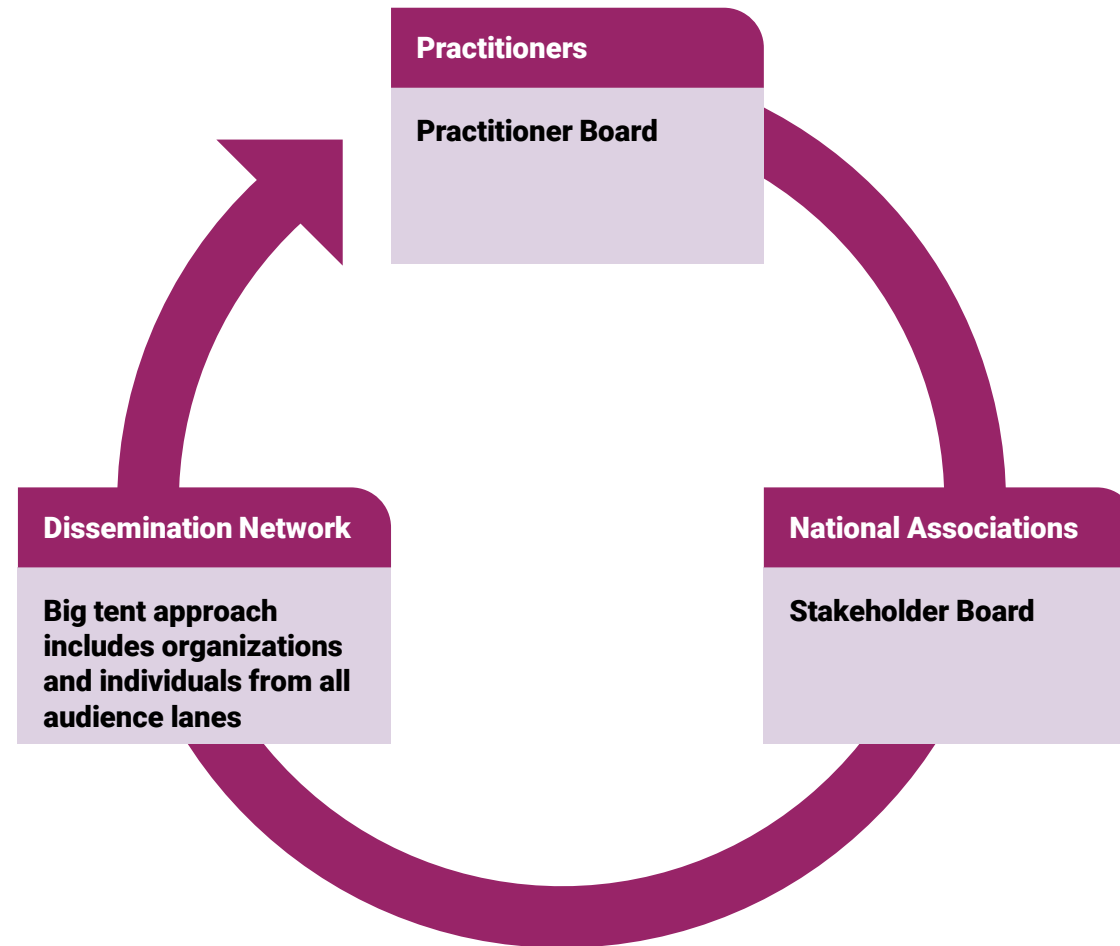 Practitioners
Practitioner Board
Dissemination Network
Big tent approach
includes organizations
and individuals from all
audience lanes
National Associations
Stakeholder Board